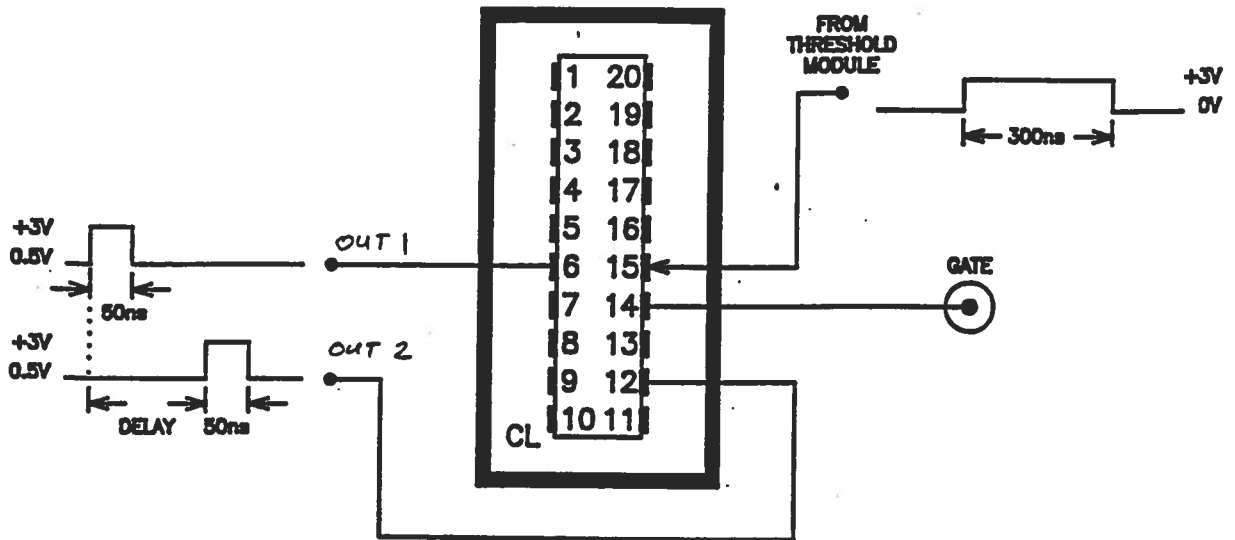 FROM
THRESHOLD
MODULE
+3V
0V
300ns
1 20
2 19
3 18
4 17
5 16
6 15
7 14
8 13
9 12
10 11
CL
+3V
0.5V
50ns
OUT 1
GATE
+3V
0.5V
DELAY 50ns
OUT 2